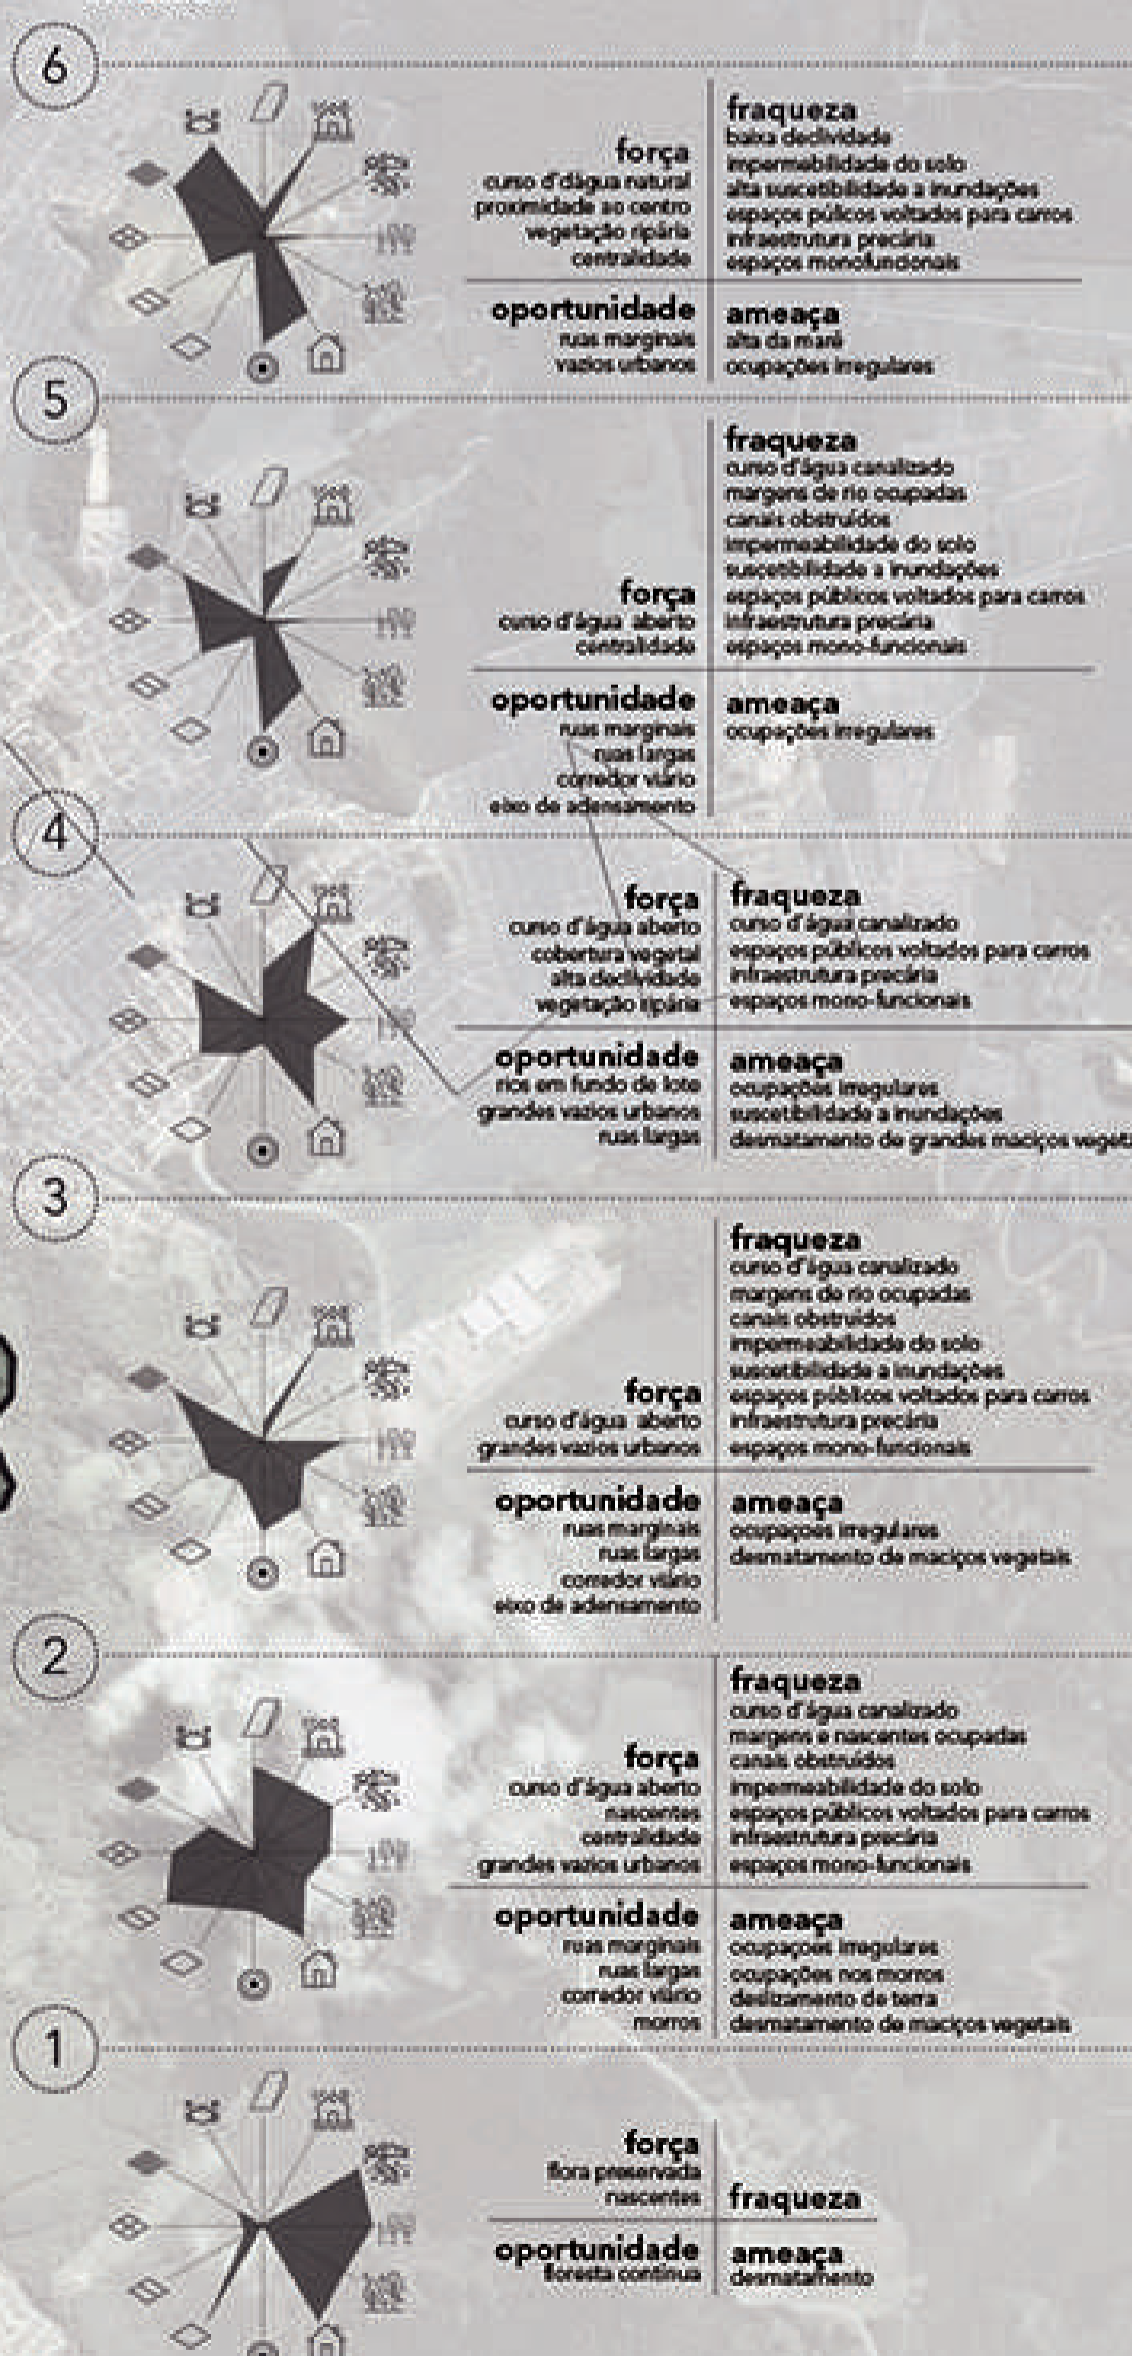 6
força
curso d'dágua natural
proximidade ao centro
vegetação ripária
centralidade
fraqueza
baixa declividade
impermebilidade do solo
alta suscetibilidade a inundações
espaços púlicos voltados para carros
infraestrutura precária
espaços monofuncionais
oportunidade
ruas marginais
vazios urbanos
ameaça
alta da maré
ocupações irregulares
5
força
curso d'água aberto
centralidade
fraqueza
curso d'água canalizado
margens de rio ocupadas
canais obstruídos
impermeabilidade do solo
suscetibilidade a inundações
espaços públicos voltados para carros
infraestrutura precária
espaços mono-funcionais
oportunidade
ruas marginais
ruas largas
corredor viário
eixo de adensamento
ameaça
ocupações irregulares
4
força
curso d'água aberto
cobertura vegetal
alta declividade
vegetação ripária
fraqueza
curso d'água canalizado
espaços públicos voltados para carros
infraestrutura precária
espaços mono-funcionais
oportunidade
rios em fundo de lote
grandes vazios urbanos
ruas largas
ameaça
ocupações irregulares
suscetibilidade a inundações
desmatamento de grandes maciços vegeta
3
força
curso d'água aberto
grandes vazios urbanos
fraqueza
curso d'água canalizado
margens de rio ocupadas
canais obstruídos
impermeabilidade do solo
suscetibilidade a inundações
espaços públicos voltados para carros
infraestrutura precária
espaços mono-funcionais
oportunidade
ruas marginais
ruas largas
corredor viário
eixo de adensamento
ameaça
ocupaçoes irregulares
desmatamento de maciços vegetais
2
força
curso d'água aberto
nascentes
centralidade
grandes vazios urbanos
fraqueza
curso d'água canalizado
margens e nascentes ocupadas
canais obstruídos
impermeabilidade do solo
espaços públicos voltados para carros
infraestrutura precária
espaços mono-funcionais
oportunidade
ruas marginais
ruas largas
corredor viário
morros
ameaça
ocupaçoes irregulares
ocupações nos morros
deslizamento de terra
desmatamento de maciços vegetais
1
força
flora preservada
nascentes
fraqueza
oportunidade
floresta contínua
ameaça
desmatamento